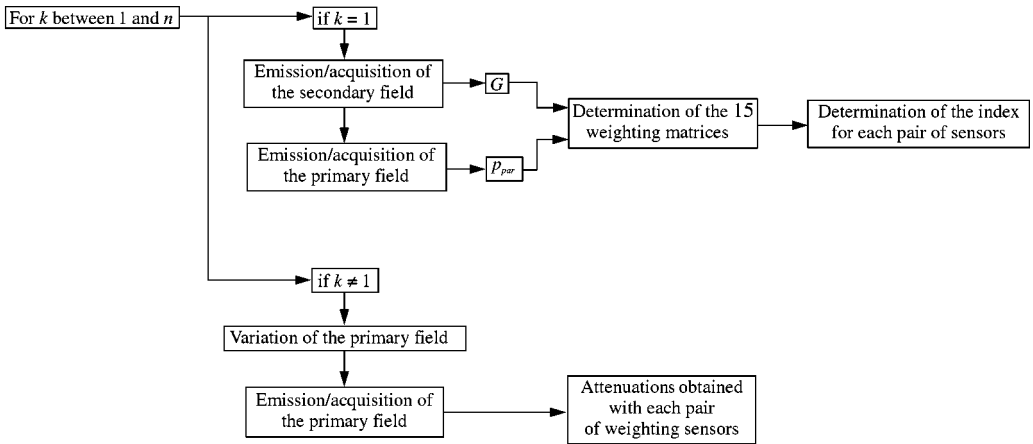 For k between 1 and n
if k = 1
Emission/acquisition of
the secondary field
G
Emission/acquisition of
the primary field
p_par
Determination of the 15
weighting matrices
Determination of the index
for each pair of sensors
if k ≠ 1
Variation of the primary field
Emission/acquisition of
the primary field
Attenuations obtained
with each pair
of weighting sensors